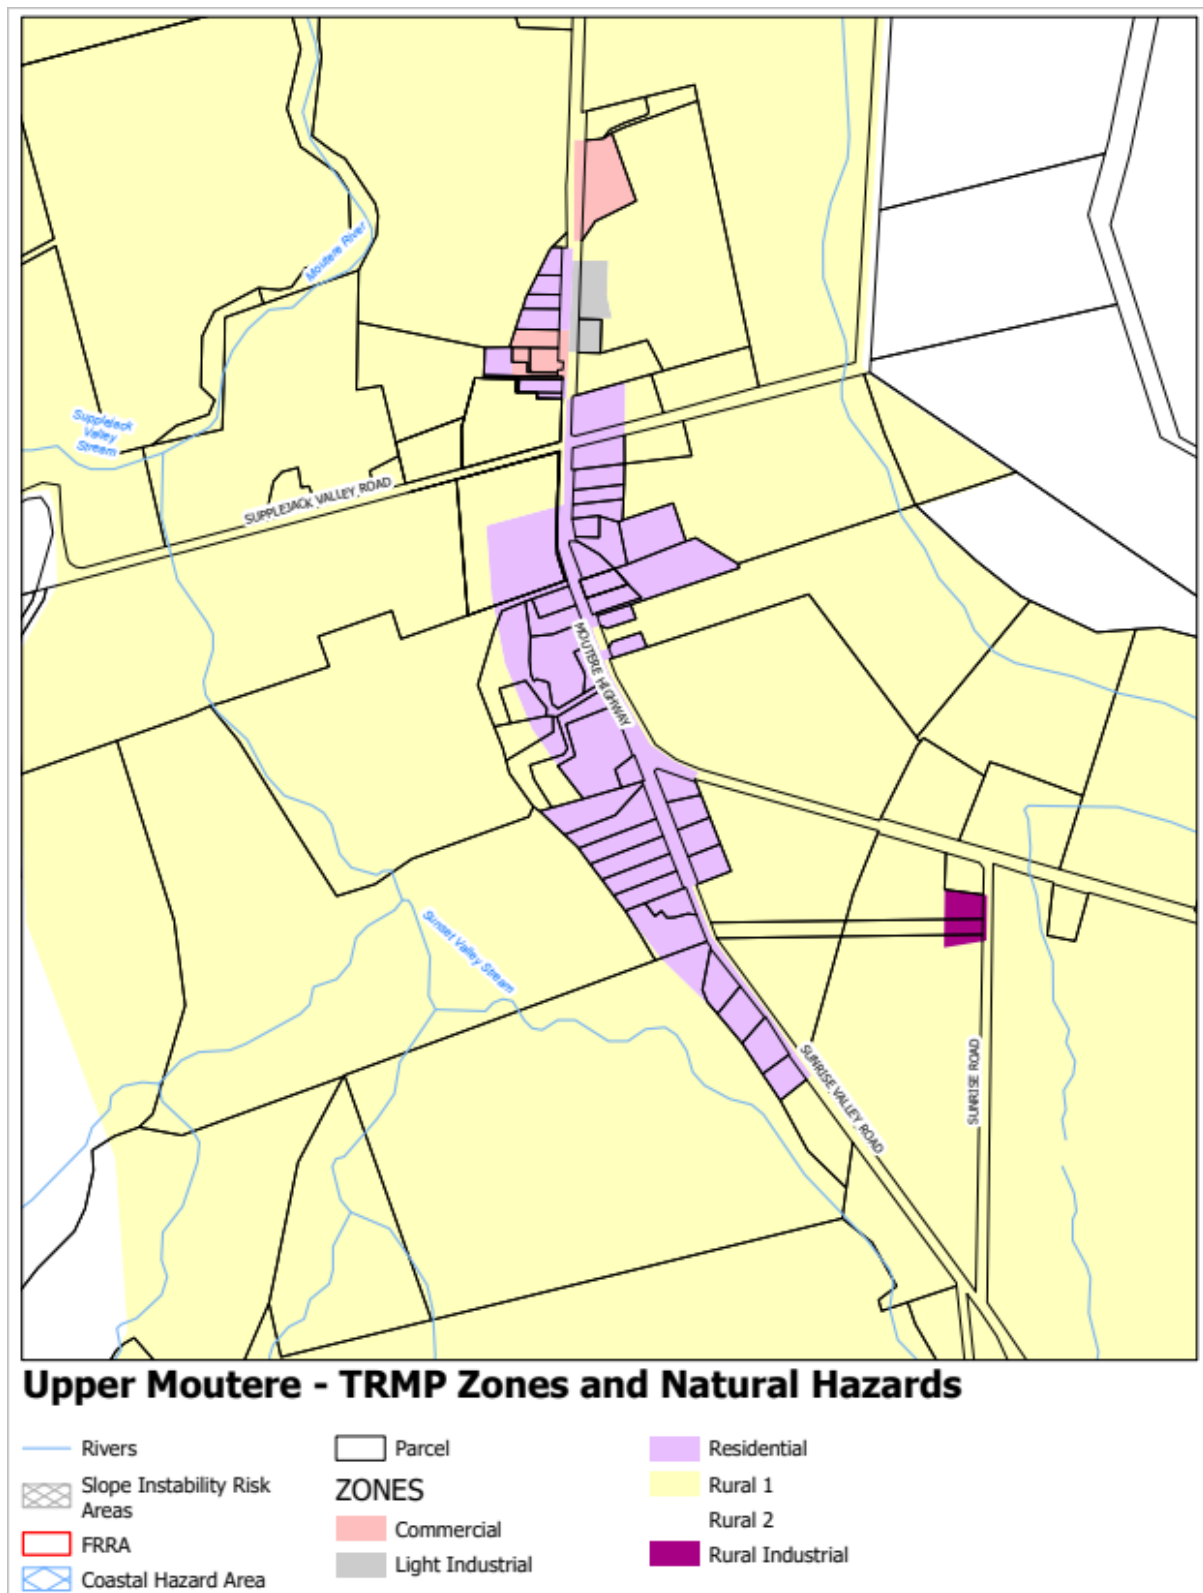 Moutere River
Supplejack
Valley
Stream
SUPPLEJACK VALLEY ROAD
MOUTERE HIGHWAY
Sunset Valley Stream
SUNRISE VALLEY ROAD
SUNRISE ROAD
Upper Moutere - TRMP Zones and Natural Hazards
Rivers
Slope Instability Risk
Areas
FRRA
Coastal Hazard Area
Parcel
ZONES
Commercial
Light Industrial
Residential
Rural 1
Rural 2
Rural Industrial